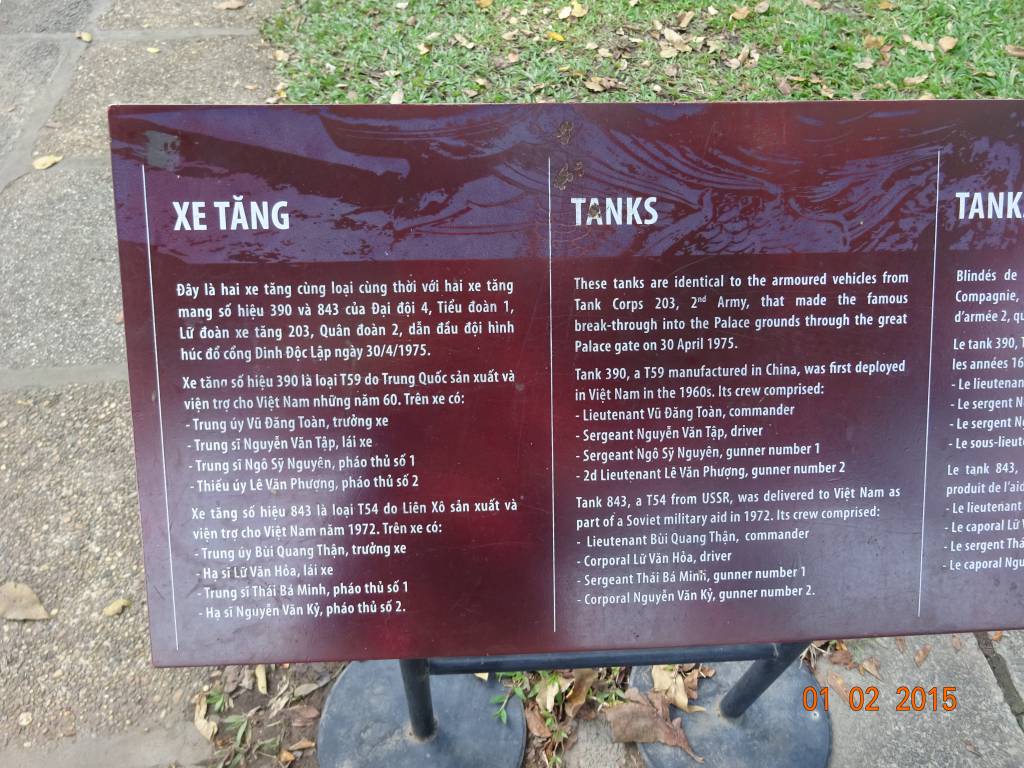 XE TĂNG
Đây là hai xe tăng cùng loại cùng thời với hai xe tăng
mang số hiệu 390 và 843 của Đại đội 4, Tiểu đoàn 1,
Lữ đoàn xe tăng 203, Quân đoàn 2, dẫn đầu đội hình
húc đổ cổng Dinh Độc Lập ngày 30/4/1975.
Xe tăng số hiệu 390 là loại T59 do Trung Quốc sản xuất và
viện trợ cho Việt Nam những năm 60. Trên xe có:
- Trung úy Vũ Đăng Toàn, trưởng xe
- Trung sĩ Nguyễn Văn Tập, lái xe
- Trung sĩ Ngô Sỹ Nguyên, pháo thủ số 1
- Thiếu úy Lê Văn Phượng, pháo thủ số 2
Xe tăng số hiệu 843 là loại T54 do Liên Xô sản xuất và
viện trợ cho Việt Nam năm 1972. Trên xe có:
- Trung úy Bùi Quang Thận, trưởng xe
- Hạ sĩ Lữ Văn Hỏa, lái xe
- Trung sĩ Thái Bá Minh, pháo thủ số 1
- Hạ sĩ Nguyễn Văn Kỷ, pháo thủ số 2.
TANKS
These tanks are identical to the armoured vehicles from
Tank Corps 203, 2nd Army, that made the famous
break-through into the Palace grounds through the great
Palace gate on 30 April 1975.
Tank 390, a T59 manufactured in China, was first deployed
in Việt Nam in the 1960s. Its crew comprised:
- Lieutenant Vũ Đăng Toàn, commander
- Sergeant Nguyễn Văn Tập, driver
- Sergeant Ngô Sỹ Nguyên, gunner number 1
- 2d Lieutenant Lê Văn Phượng, gunner number 2
Tank 843, a T54 from USSR, was delivered to Việt Nam as
part of a Soviet military aid in 1972. Its crew comprised:
- Lieutenant Bùi Quang Thận, commander
- Corporal Lữ Văn Hỏa, driver
- Sergeant Thái Bá Minh, gunner number 1
- Corporal Nguyễn Văn Kỷ, gunner number 2.
TANK
Blindés de
Compagnie,
d'armée 2, qu
Le tank 390, T
les années 16
- Le lieutenan
- Le sergent N
- Le sergent Ng
- Le sous-lieut
Le tank 843,
produit de l'aid
- Le lieutenant
- Le caporal Lữ
- Le sergent Thá
- Le caporal Ngu
01 02 2015